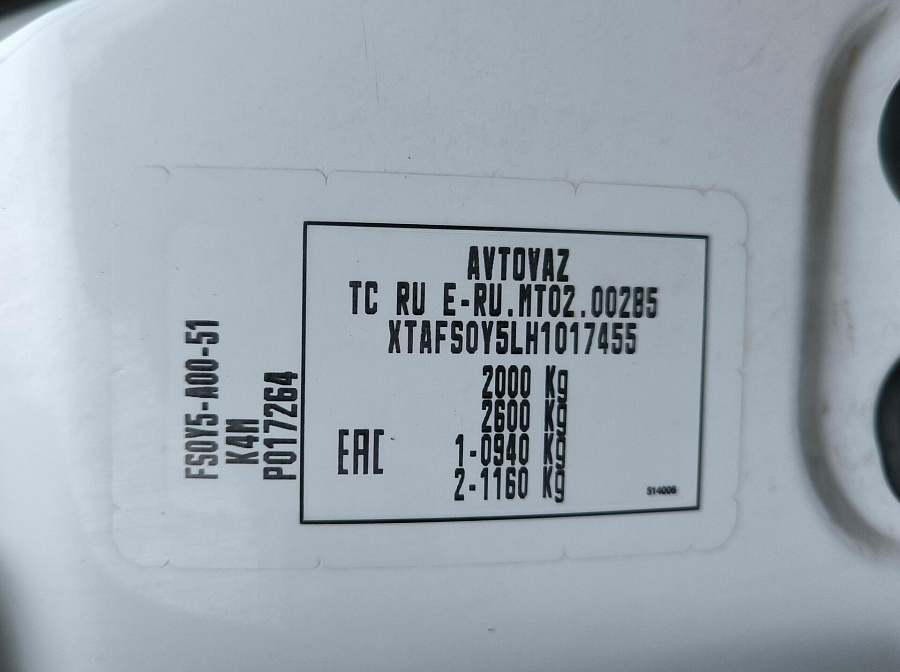 AVTOVAZ
TC RU E-RU.MT02.00285
XTAFS0Y5LH1017455
2000 Kg
2600 Kg
1-0940 Kg
2-1160 Kg
EAC
514006
FS0Y5-A00-51
K4M
P017264